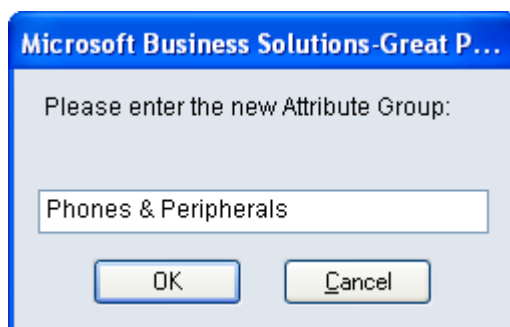 Microsoft Business Solutions-Great P...
Please enter the new Attribute Group:
Phones & Peripherals
OK
Cancel